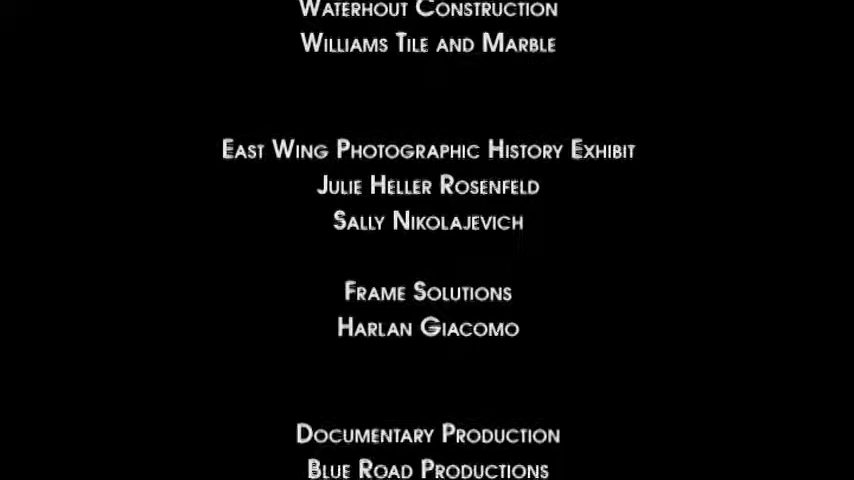 Waterhout Construction
Williams Tile and Marble
East Wing Photographic History Exhibit
Julie Heller Rosenfeld
Sally Nikolajevich
Frame Solutions
Harlan Giacomo
Documentary Production
Blue Road Productions